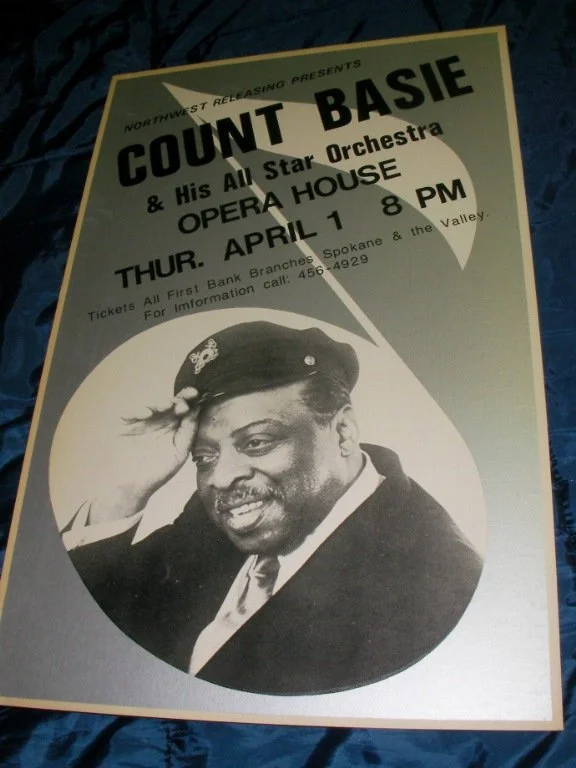 NORTHWEST RELEASING PRESENTS
COUNT BASIE
& His All Star Orchestra
OPERA HOUSE
THUR. APRIL 1 8 PM
Tickets All First Bank Branches Spokane & the Valley.
For Imformation call: 456-4929